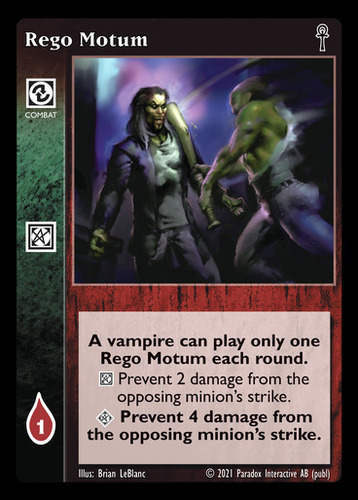 Rego Motum
COMBAT
A vampire can play only one
Rego Motum each round.
Prevent 2 damage from the
opposing minion's strike.
Prevent 4 damage from
the opposing minion's strike.
1
Illus: Brian LeBlanc
© 2021 Paradox Interactive AB (publ)